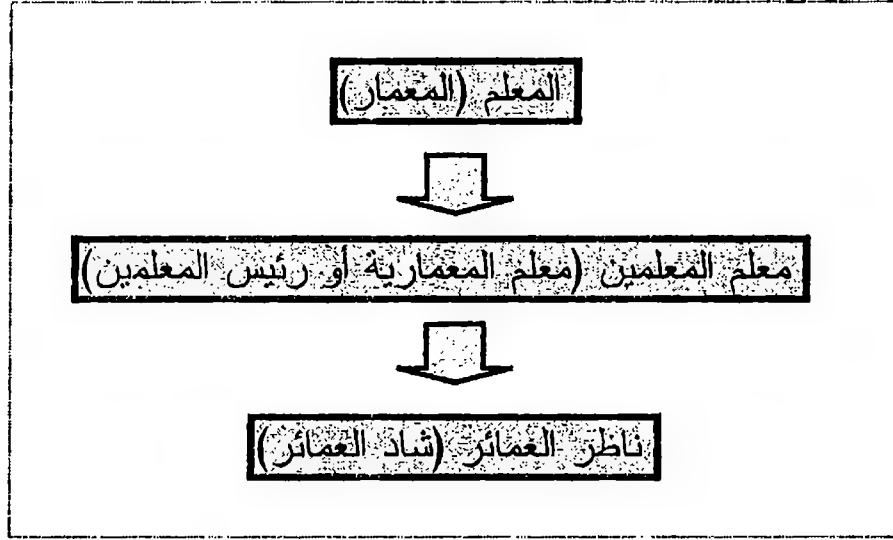 المعلم (المعمار)
معلم المعلمين (معلم المعمارية أو رئيس المعلمين)
ناظر العمائر (شاد العمائر)